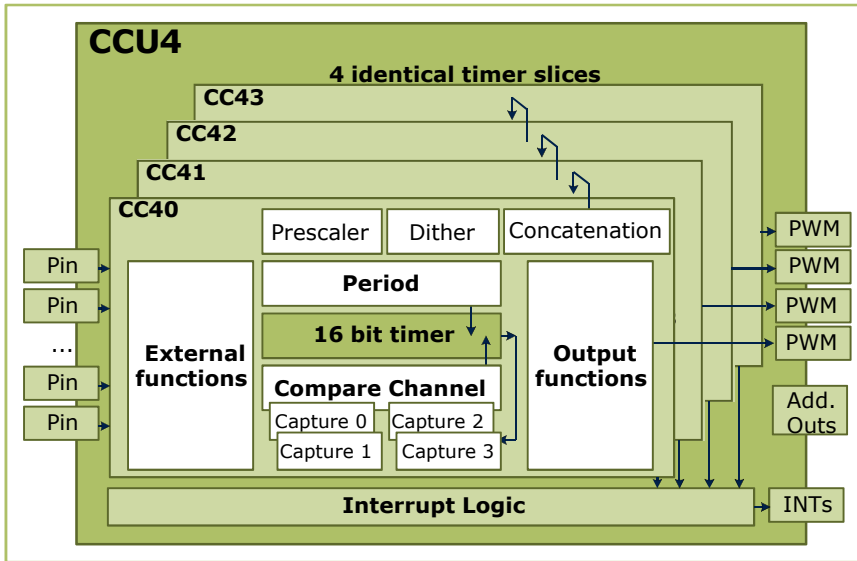 CCU4
4 identical timer slices
CC43
CC42
CC41
CC40
Prescaler
Dither
Concatenation
Pin
Pin
...
Pin
Pin
External
functions
Period
16 bit timer
Compare Channel
Capture 0
Capture 2
Capture 1
Capture 3
Output
functions
PWM
PWM
PWM
PWM
Add.
Outs
Interrupt Logic
INTs